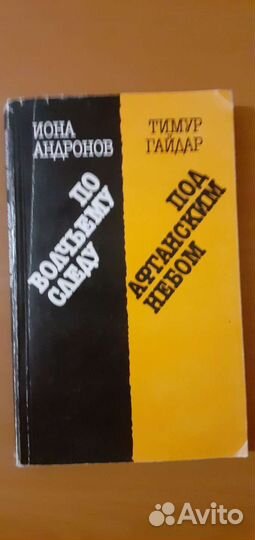 ИОНА
АНДРОНОВ
ПО
ВОЛЧЬЕМУ
СЛЕДУ
ТИМУР
ГАЙДАР
ПОД
АФГАНСКИМ
НЕБОМ
Avito